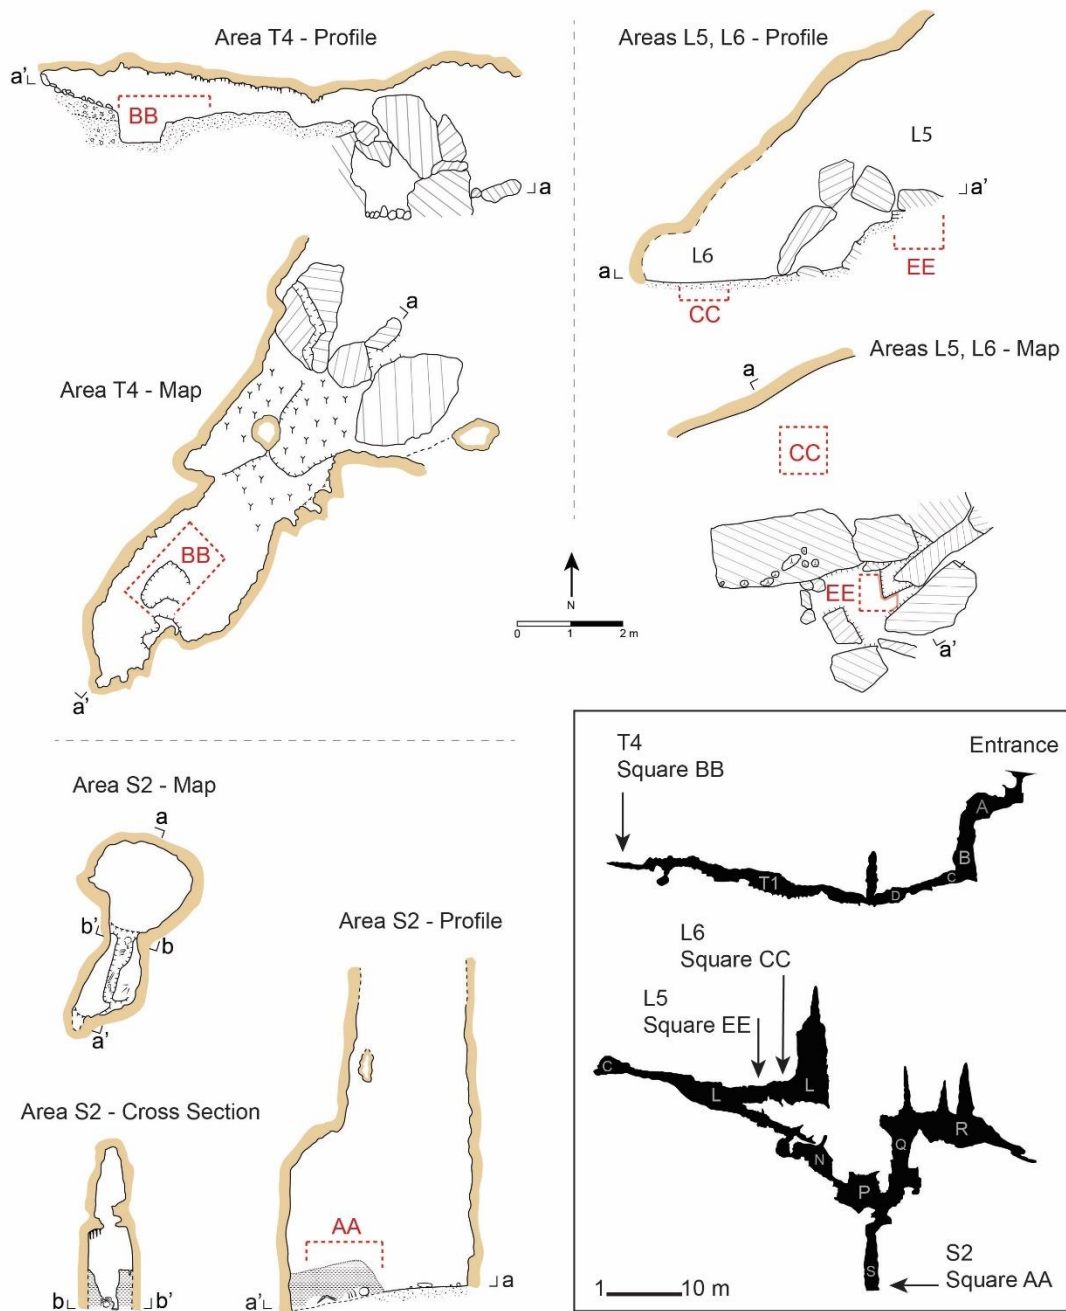 Area T4 - Profile
a'
BB
a
Areas L5, L6 - Profile
L5
a'
L6
a
EE
CC
Area T4 - Map
a
BB
a'
Areas L5, L6 - Map
a
CC
EE
a'
N
0 1 2 m
Area S2 - Map
a
b'
b
a'
Area S2 - Profile
AA
a'
a
Area S2 - Cross Section
b
b'
T4
Square BB
Entrance
A
B
C
D
T1
L6
Square CC
L5
Square EE
C
L
L
N
P
Q
R
S
S2
Square AA
1 10 m